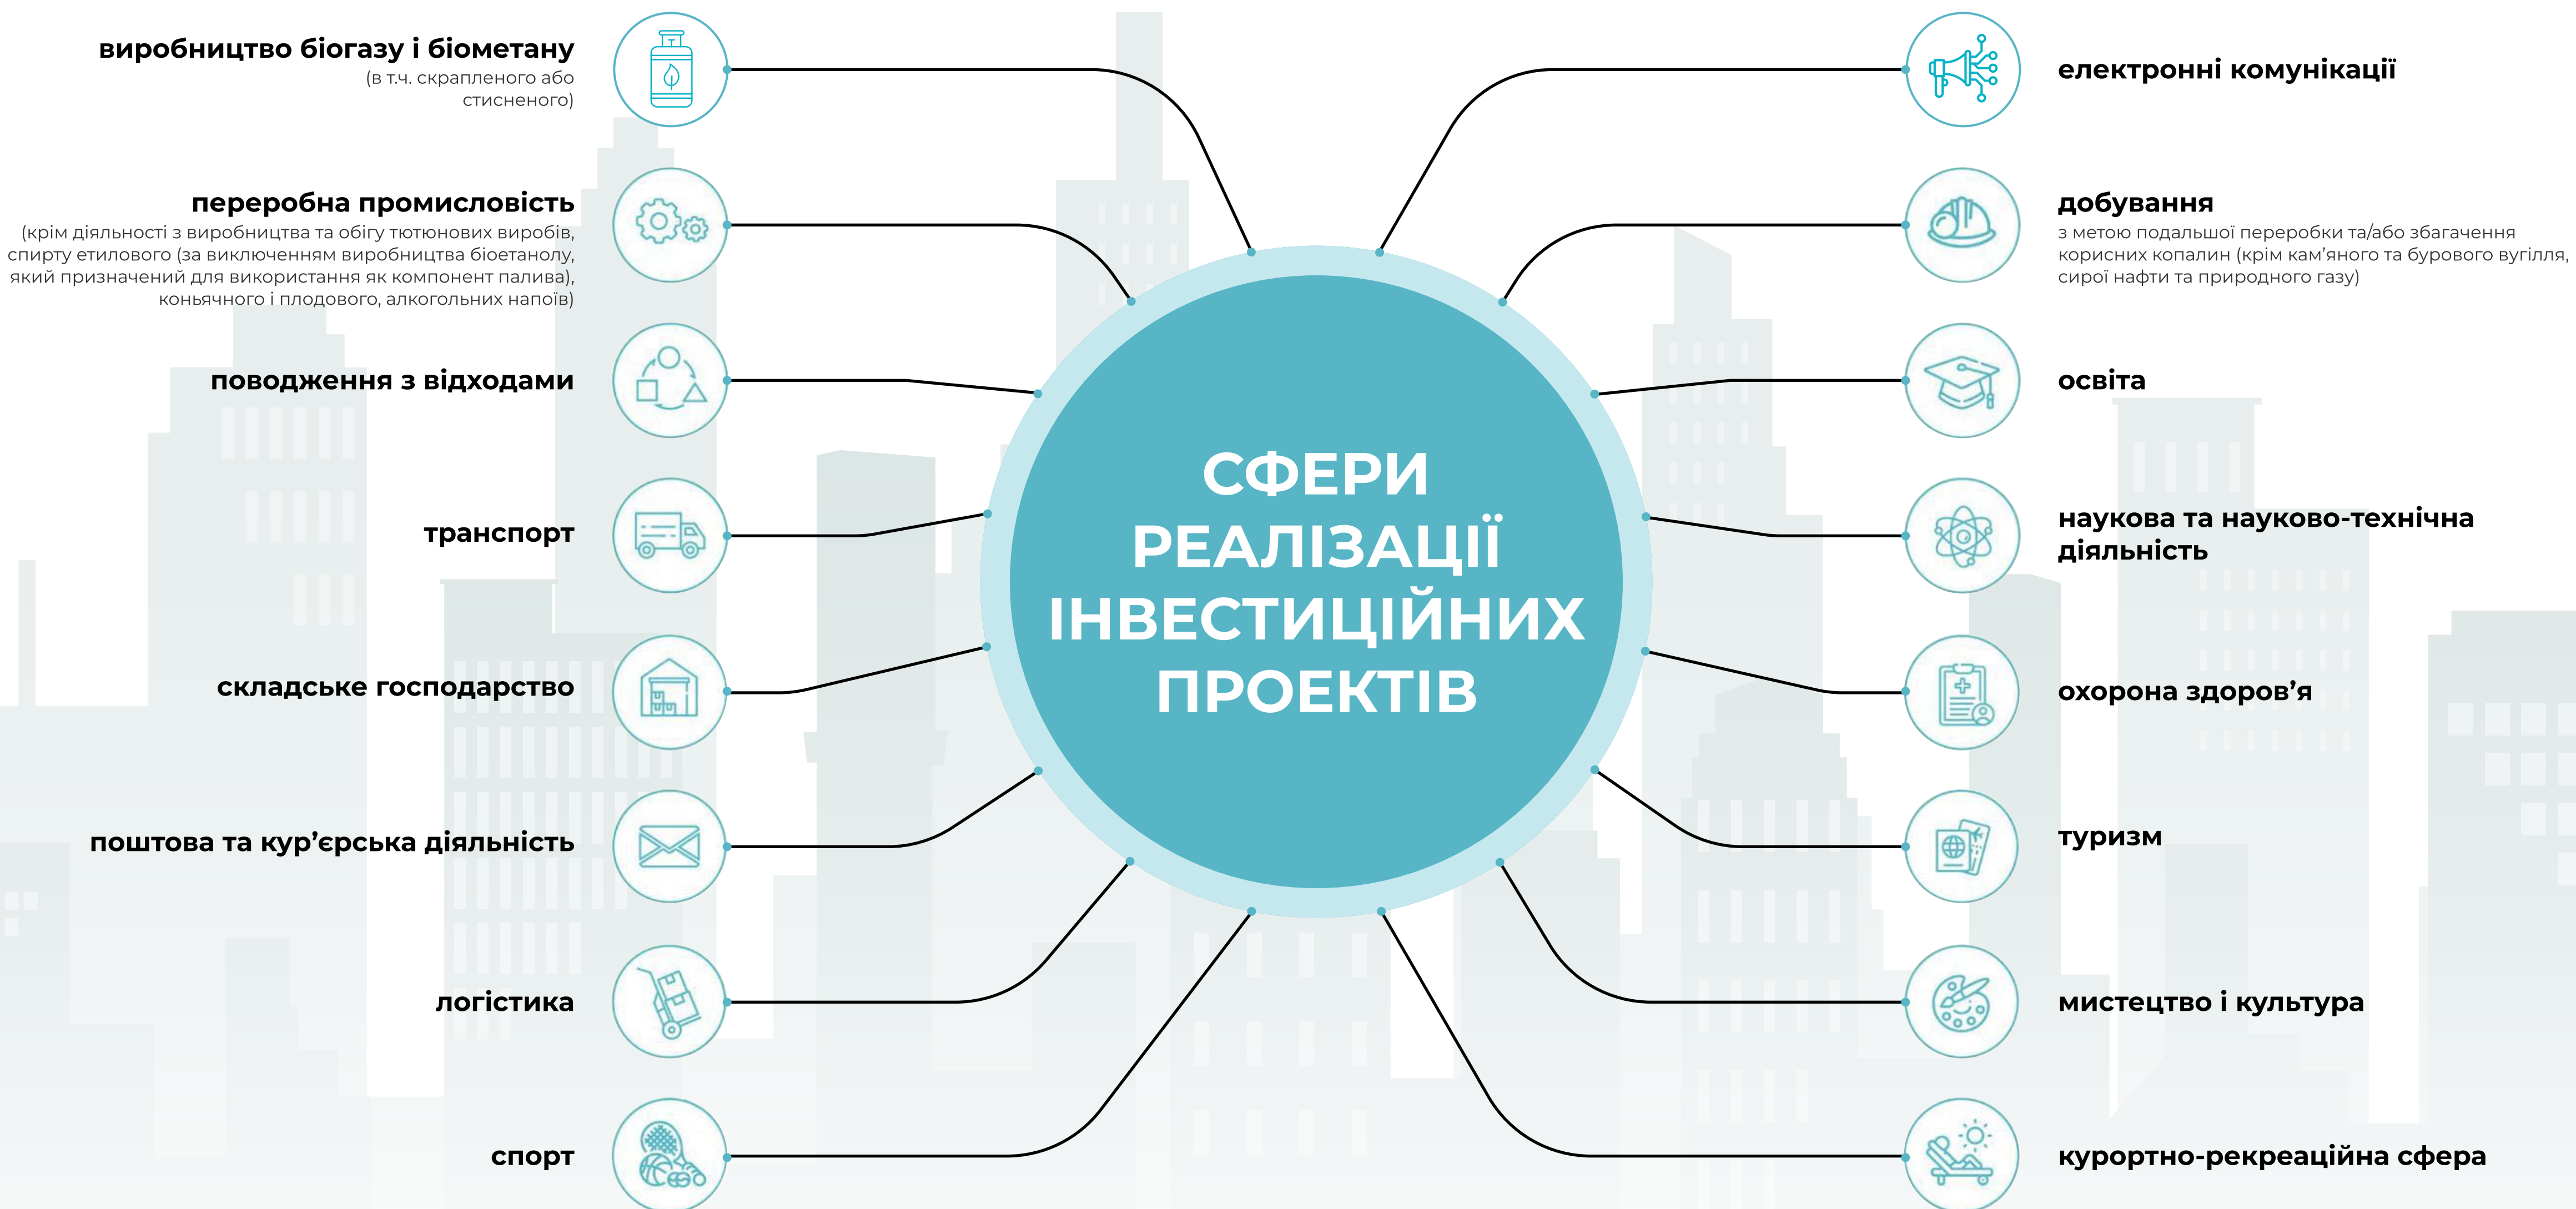 виробництво біогазу і біометану
(в т.ч. скрапленого або
стисненого)
переробна промисловість
(крім діяльності з виробництва та обігу тютюнових виробів,
спирту етилового (за виключенням виробництва біоетанолу,
який призначений для використання як компонент палива),
коньячного і плодового, алкогольних напоїв)
поводження з відходами
транспорт
складське господарство
поштова та кур’єрська діяльність
логістика
спорт
СФЕРИ
РЕАЛІЗАЦІЇ
ІНВЕСТИЦІЙНИХ
ПРОЕКТІВ
електронні комунікації
добування
з метою подальшої переробки та/або збагачення
корисних копалин (крім кам’яного та бурового вугілля,
сирої нафти та природного газу)
освіта
наукова та науково-технічна
діяльність
охорона здоров’я
туризм
мистецтво і культура
курортно-рекреаційна сфера